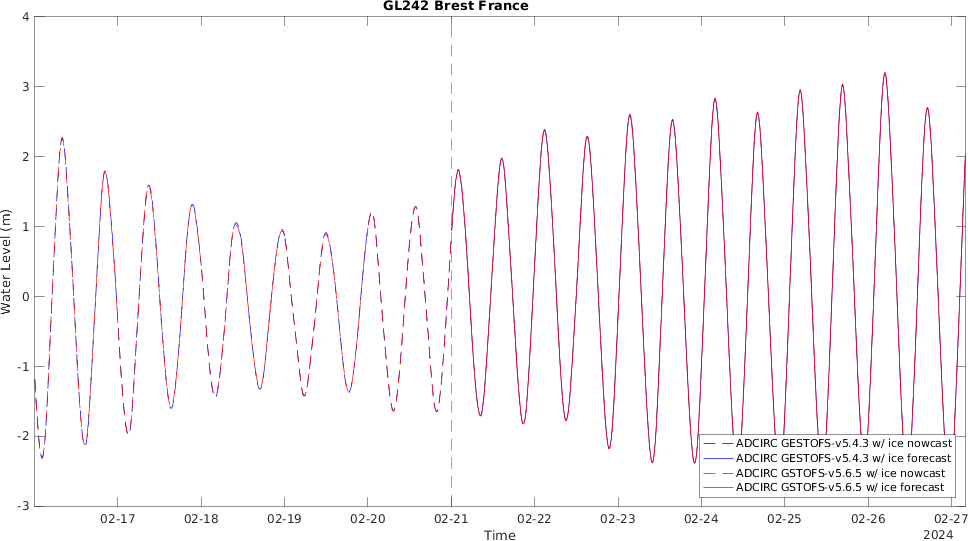 GL242 Brest France
4
3
2
1
0
-1
-2
-3
Water Level (m)
ADCIRC GESTOFS-v5.4.3 w/ ice nowcast
ADCIRC GESTOFS-v5.4.3 w/ ice forecast
ADCIRC GSTOFS-v5.6.5 w/ ice nowcast
ADCIRC GSTOFS-v5.6.5 w/ ice forecast
02-17 02-18 02-19 02-20 02-21 02-22 02-23 02-24 02-25 02-26 02-27
Time
2024